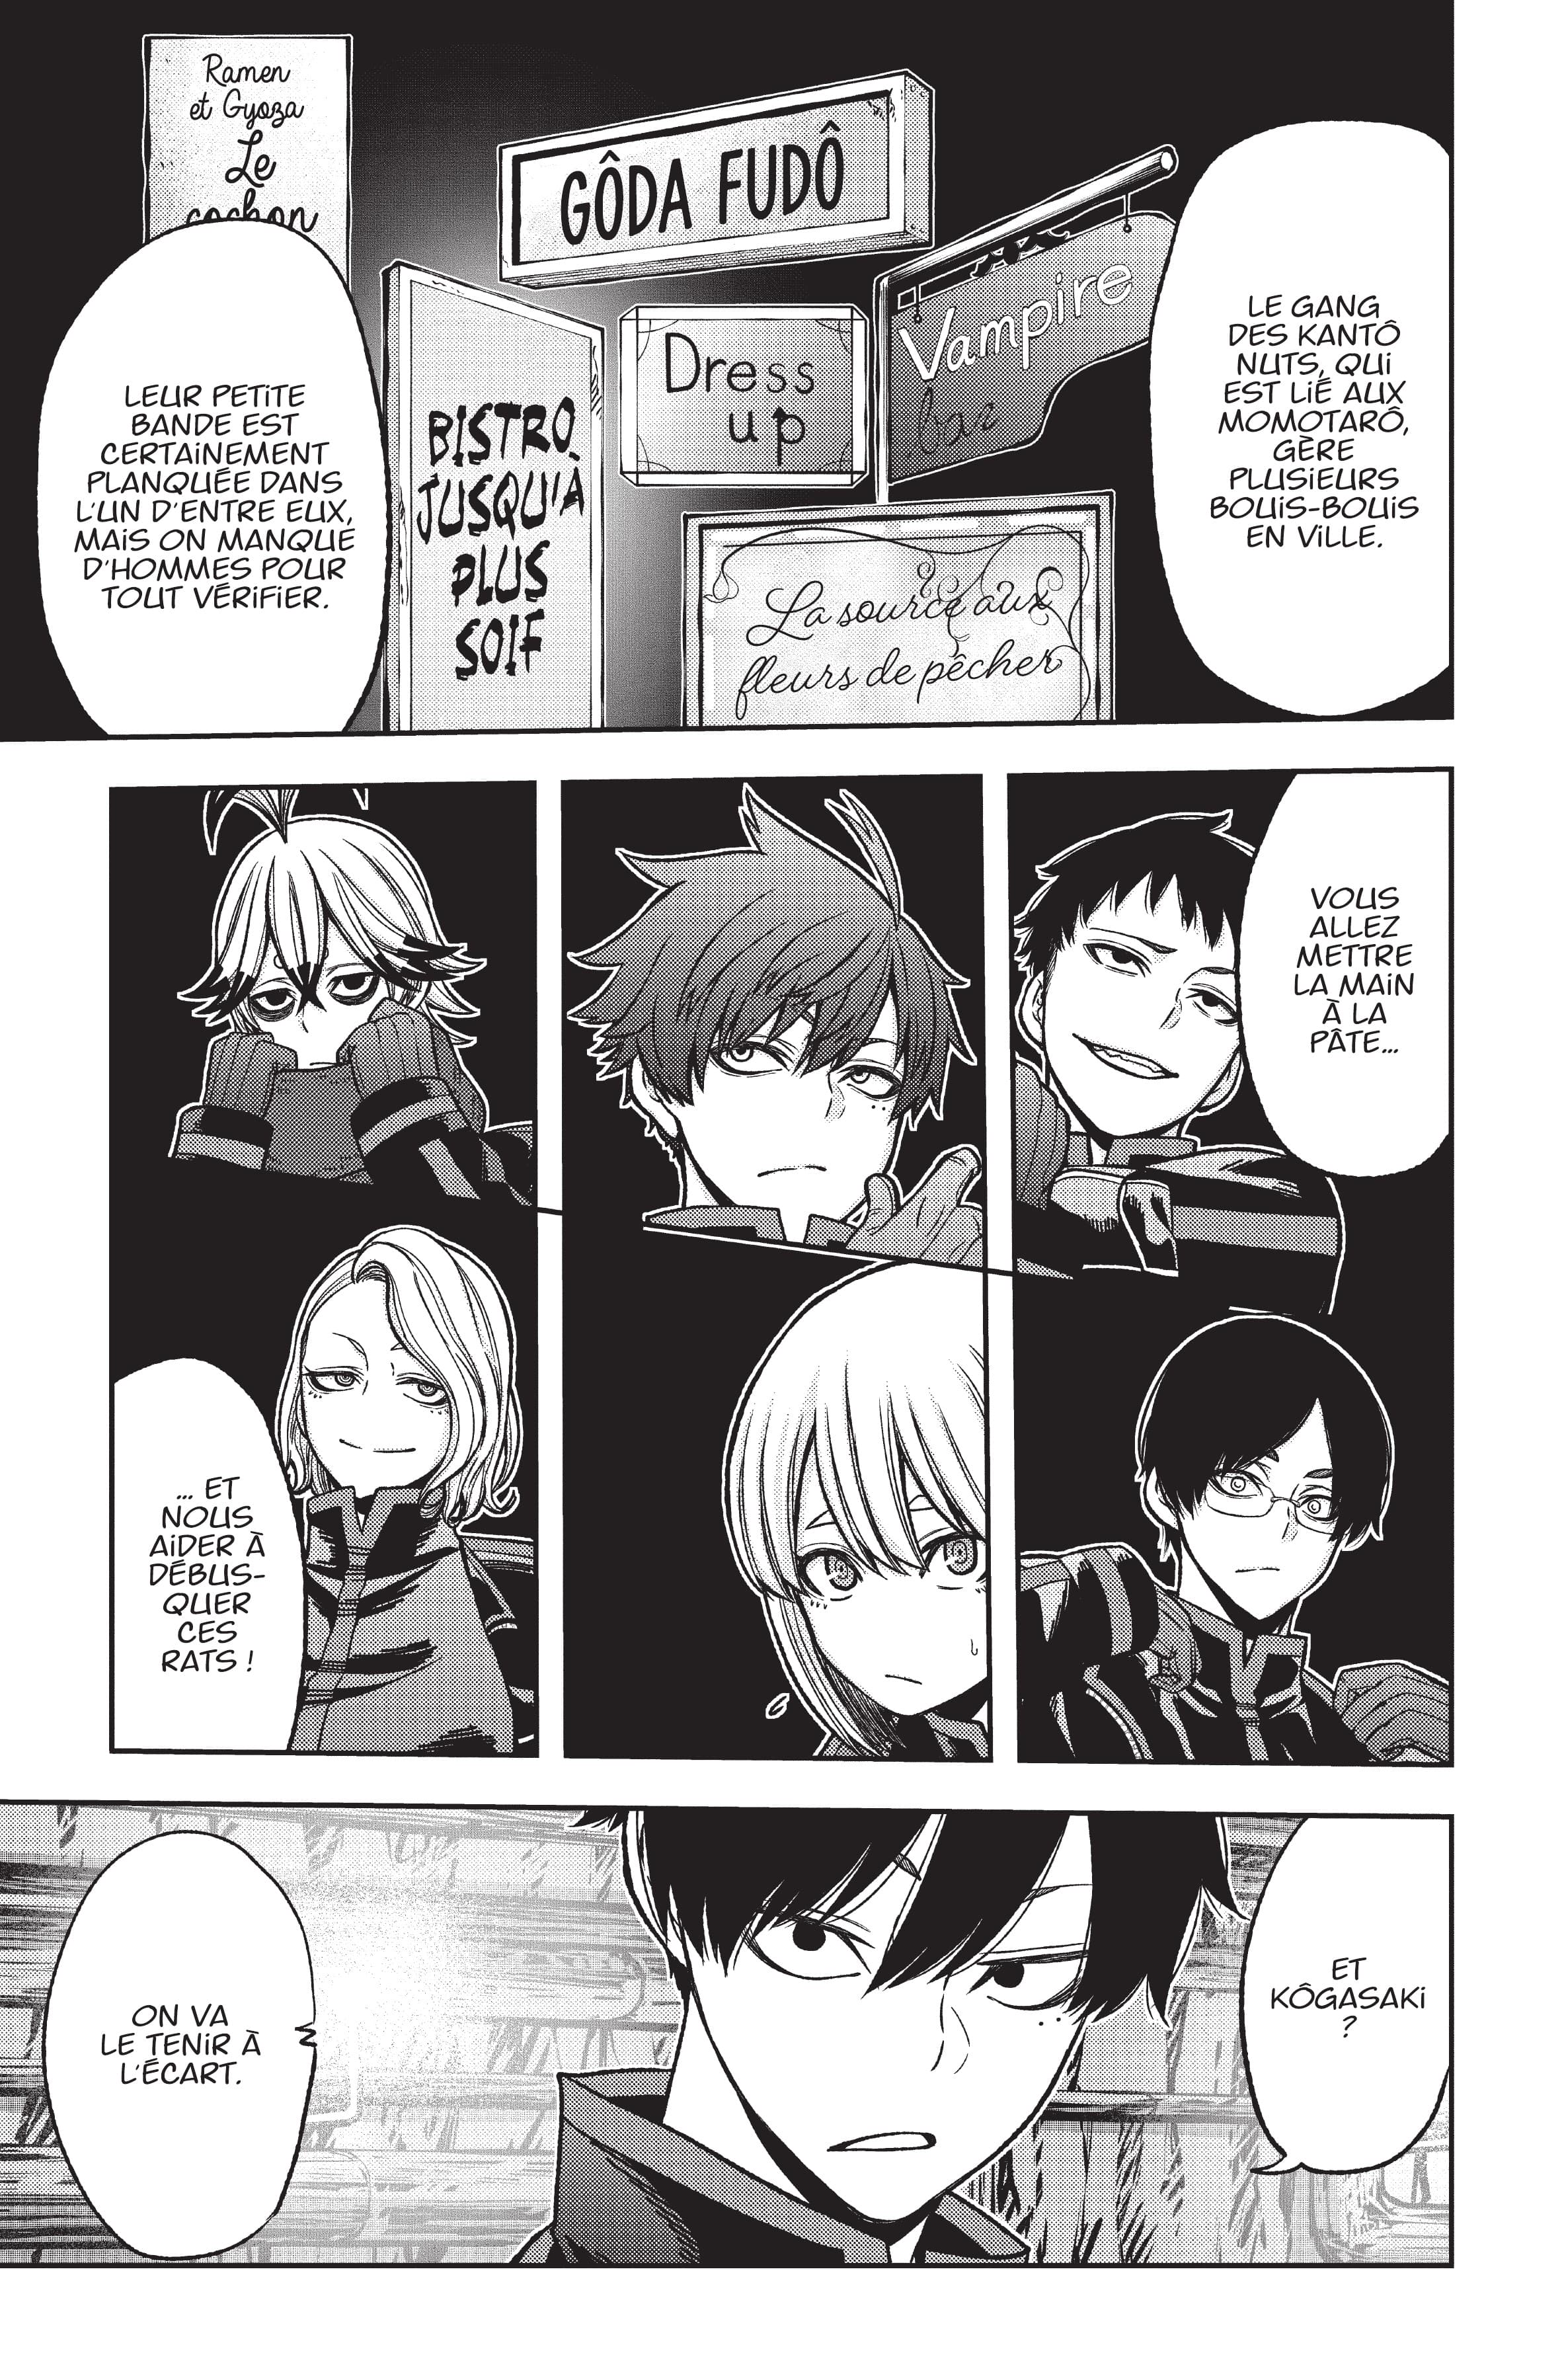 LE GANG
DES KANTÔ
NUTS, QUI
EST LIÉ AUX
MOMOTARÔ,
GÈRE
PLUSIEURS
BOUIS-BOUIS
EN VILLE.
Ramen
et Gyoza
Le
cochon
GÔDA FUDÔ
Vampire
bar
Dress
up
BISTRO
JUSQU'À
PLUS
SOIF
La source aux
fleurs de pêcher
LEUR PETITE
BANDE EST
CERTAINEMENT
PLANQUÉE DANS
L'UN D'ENTRE EUX,
MAIS ON MANQUE
D'HOMMES POUR
TOUT VÉRIFIER.
VOUS
ALLEZ
METTRE
LA MAIN
À LA
PÂTE...
... ET
NOUS
AIDER À
DÉBUS-
QUER
CES
RATS !
ET
KÔGASAKI
?
ON VA
LE TENIR À
L'ÉCART.